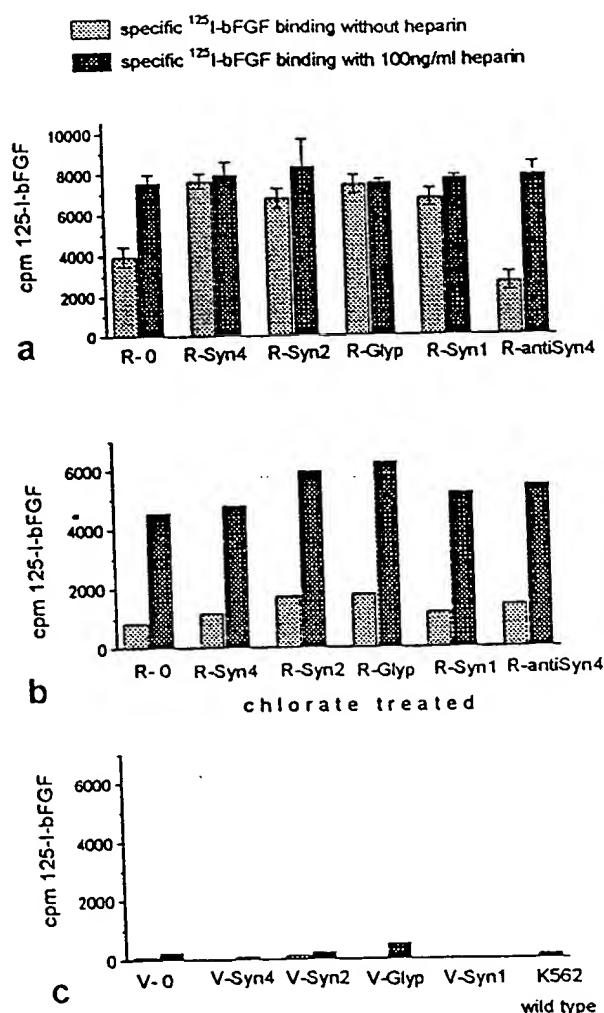 specific ¹²⁵I-bFGF binding without heparin
specific ¹²⁵I-bFGF binding with 100ng/ml heparin
cpm 125-I-bFGF
10000
8000
6000
4000
2000
0
a
R- 0 R-Syn4 R-Syn2 R-Glyp R-Syn1 R-antiSyn4
cpm 125-I-bFGF
6000
4000
2000
0
b
R- 0 R-Syn4 R-Syn2 R-Glyp R-Syn1 R-antiSyn4
chlorate treated
cpm 125-I-bFGF
6000
4000
2000
0
c
V- 0 V-Syn4 V-Syn2 V-Glyp V-Syn1 K562
wild type